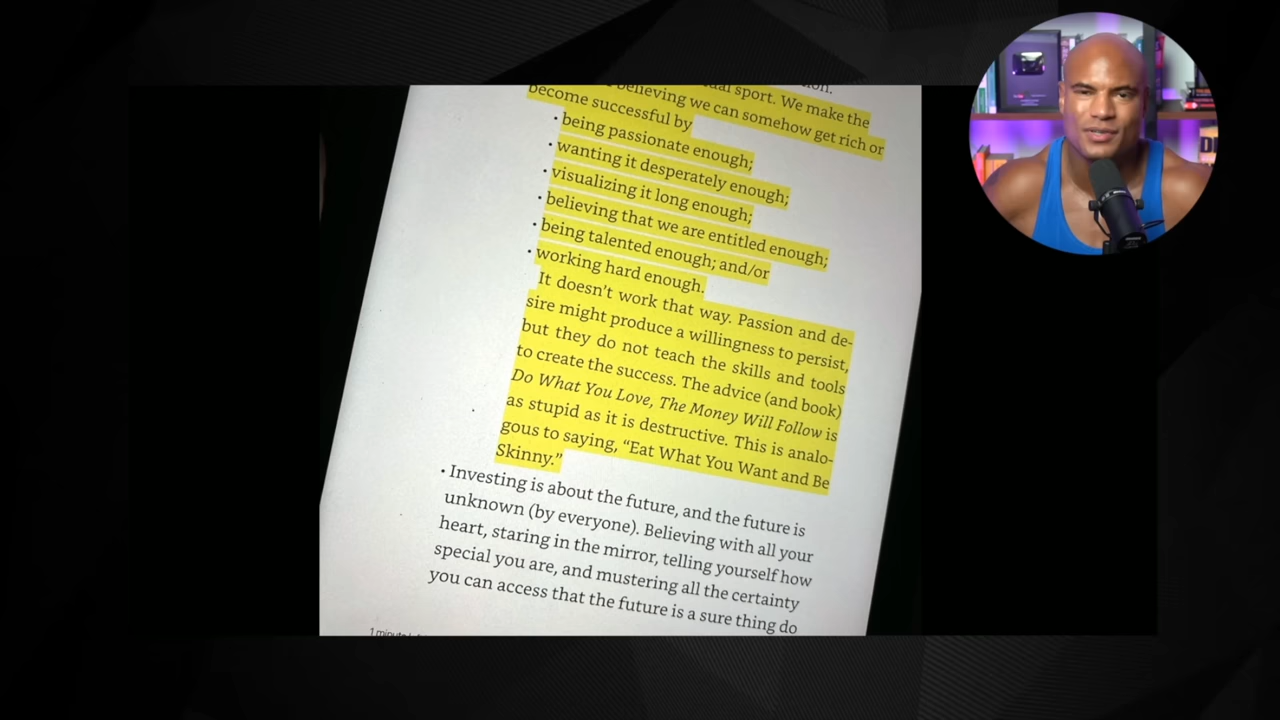 ual sport. We make the
believing we can somehow get rich or
become successful by
• being passionate enough;
• wanting it desperately enough;
• visualizing it long enough;
• believing that we are entitled enough;
• being talented enough; and/or
• working hard enough.
It doesn’t work that way. Passion and de-
sire might produce a willingness to persist,
but they do not teach the skills and tools
to create the success. The advice (and book)
Do What You Love, The Money Will Follow is
as stupid as it is destructive. This is analo-
gous to saying, “Eat What You Want and Be
Skinny.”
• Investing is about the future, and the future is
unknown (by everyone). Believing with all your
heart, staring in the mirror, telling yourself how
special you are, and mustering all the certainty
you can access that the future is a sure thing do
1 minute